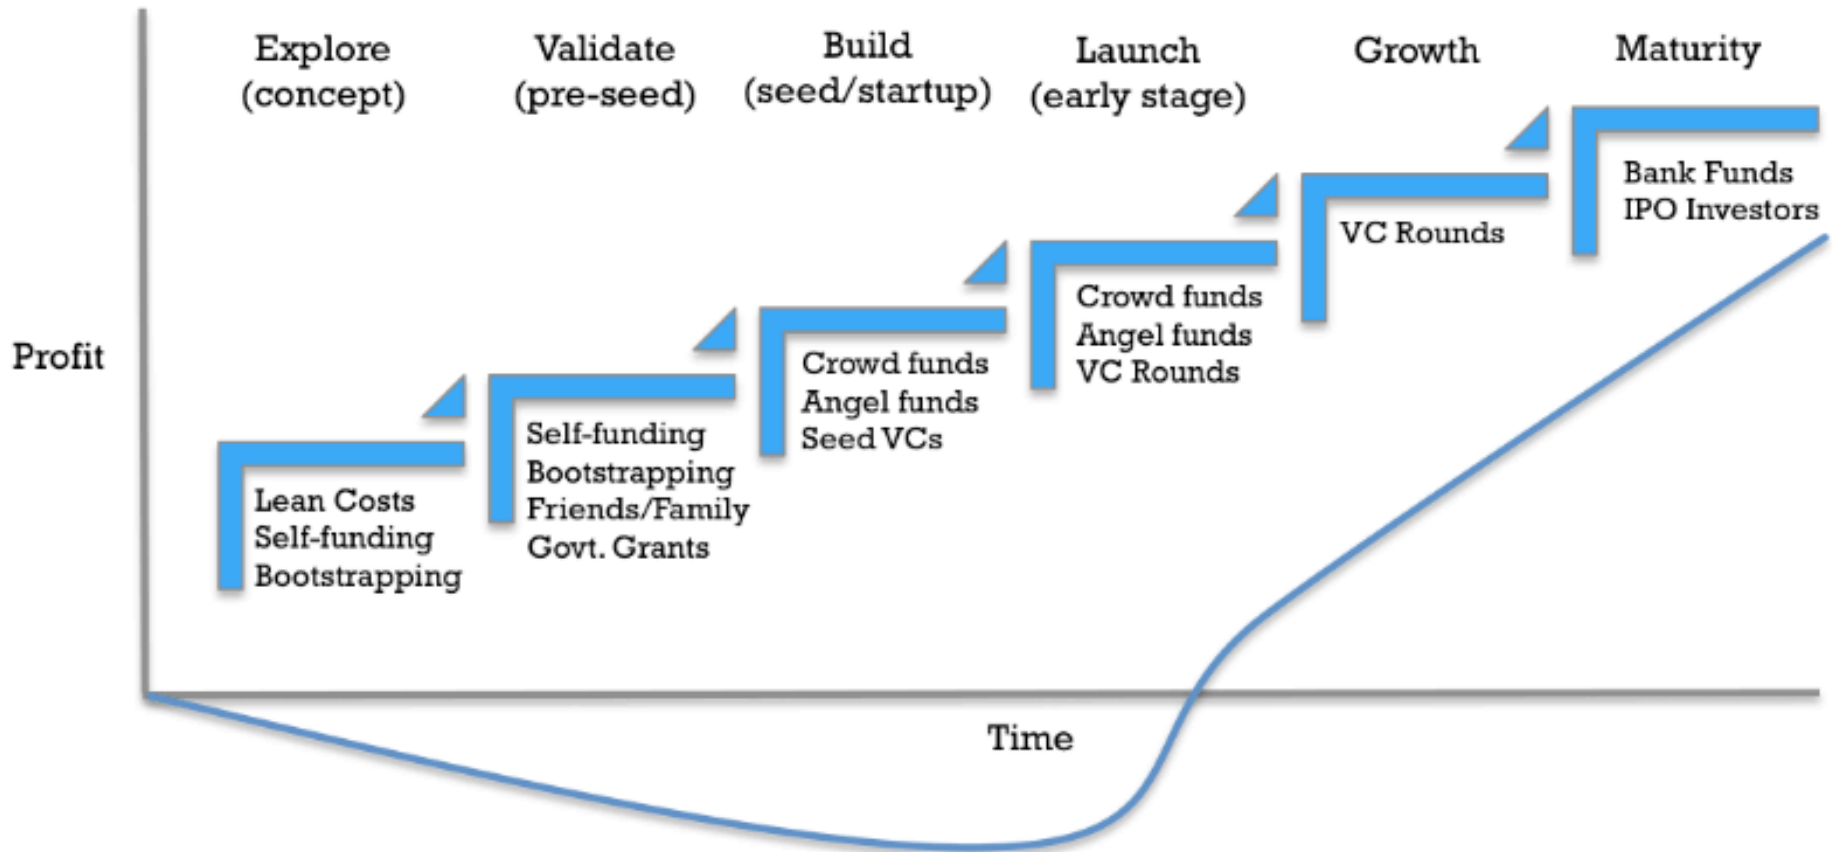 Explore
(concept)
Validate
(pre-seed)
Build
(seed/startup)
Launch
(early stage)
Growth
Maturity
Profit
Lean Costs
Self-funding
Bootstrapping
Self-funding
Bootstrapping
Friends/Family
Govt. Grants
Crowd funds
Angel funds
Seed VCs
Crowd funds
Angel funds
VC Rounds
VC Rounds
Bank Funds
IPO Investors
Time